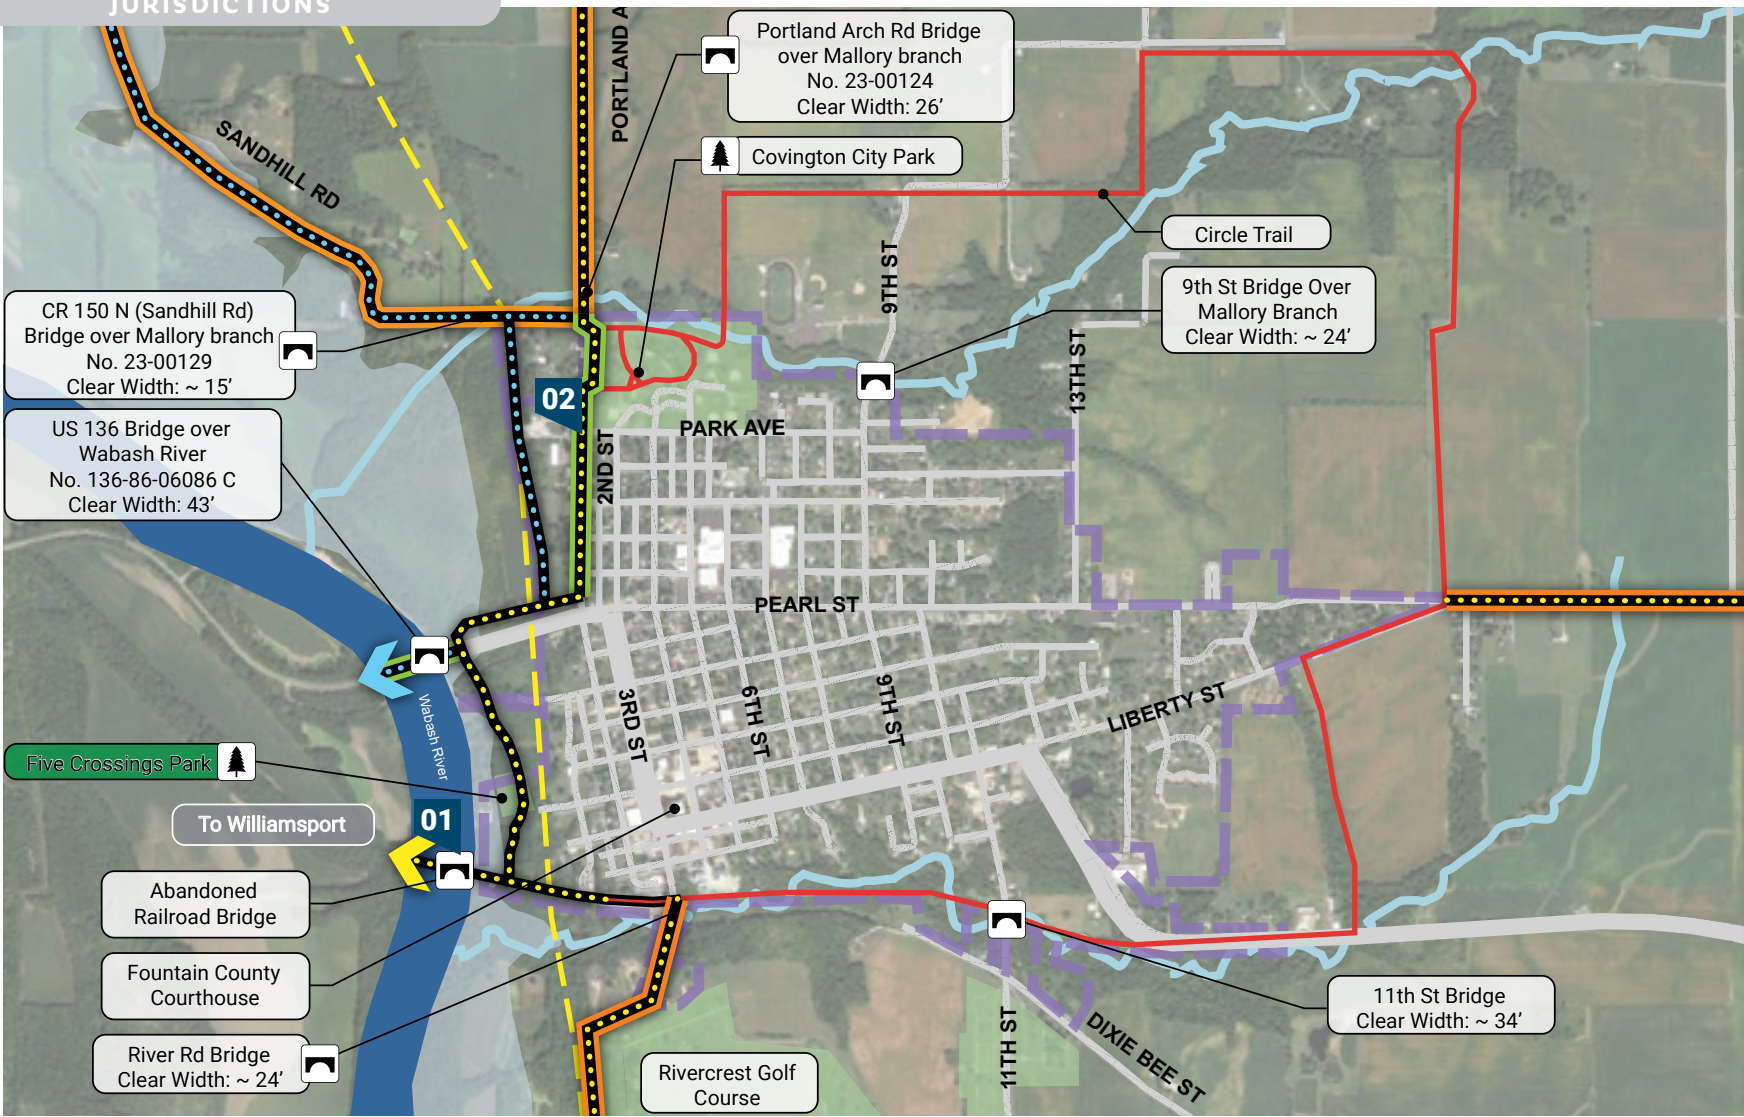 JURISDICTIONS
PORTLAND A
Portland Arch Rd Bridge
over Mallory branch
No. 23-00124
Clear Width: 26’
SANDHILL RD
Covington City Park
Circle Trail
9TH ST
9th St Bridge Over
Mallory Branch
Clear Width: ~ 24’
CR 150 N (Sandhill Rd)
Bridge over Mallory branch
No. 23-00129
Clear Width: ~ 15’
13TH ST
02
US 136 Bridge over
Wabash River
No. 136-86-06086 C
Clear Width: 43’
PARK AVE
2ND ST
PEARL ST
Wabash River
3RD ST
6TH ST
9TH ST
LIBERTY ST
Five Crossings Park
To Williamsport
01
Abandoned
Railroad Bridge
Fountain County
Courthouse
River Rd Bridge
Clear Width: ~ 24’
11th St Bridge
Clear Width: ~ 34’
11TH ST
DIXIE BEE ST
Rivercrest Golf
Course